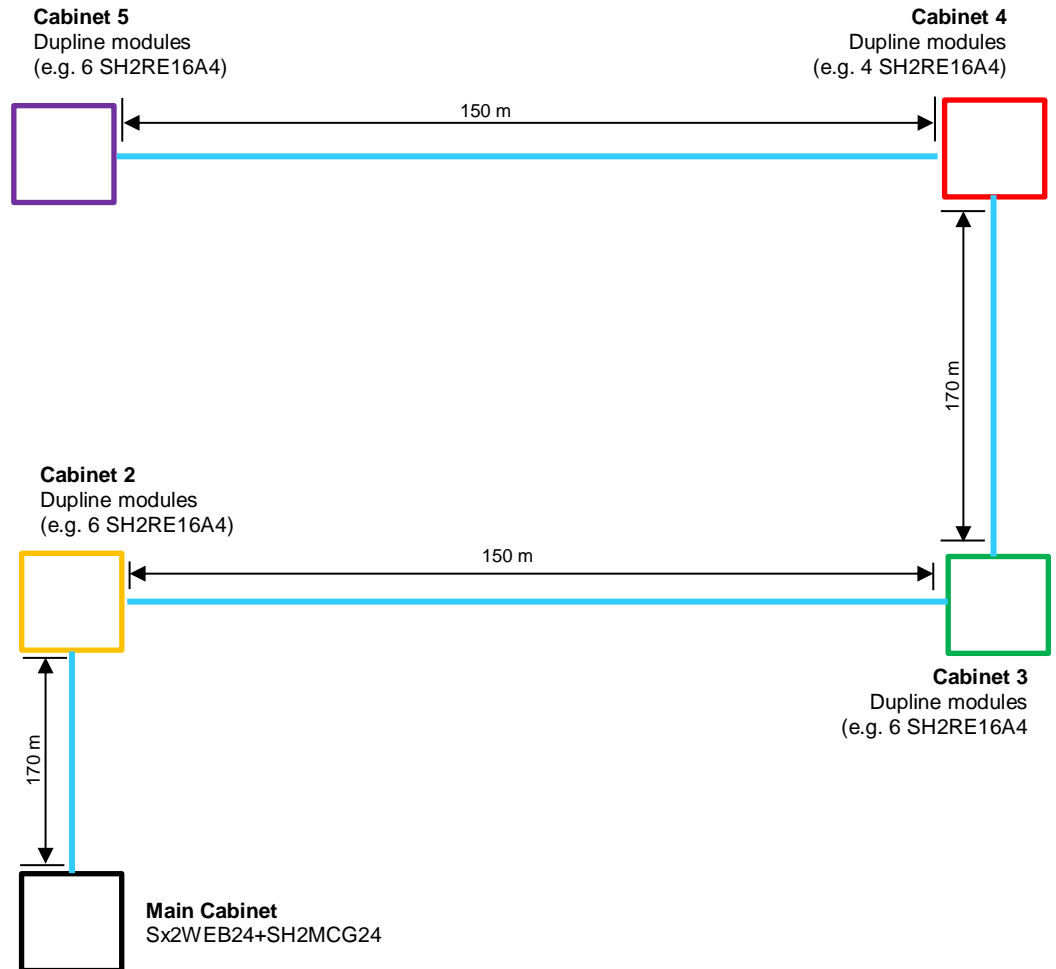 Cabinet 5
Dupline modules
(e.g. 6 SH2RE16A4)
Cabinet 4
Dupline modules
(e.g. 4 SH2RE16A4)
150 m
170 m
Cabinet 2
Dupline modules
(e.g. 6 SH2RE16A4)
150 m
Cabinet 3
Dupline modules
(e.g. 6 SH2RE16A4
170 m
Main Cabinet
Sx2WEB24+SH2MCG24